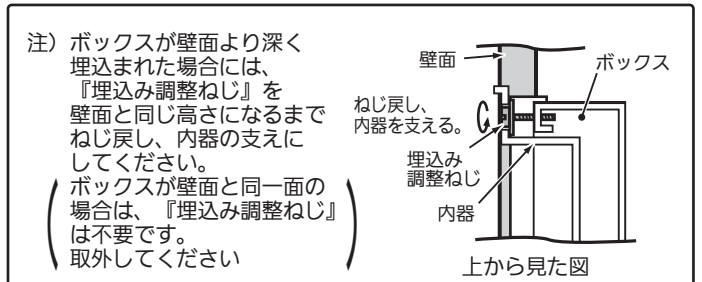 注）ボックスが壁面より深く
埋込まれた場合には、
『埋込み調整ねじ』を
壁面と同じ高さになるまで
ねじ戻し、内器の支えに
してください。
（ボックスが壁面と同一面の
場合は、『埋込み調整ねじ』
は不要です。
取外してください）
壁面
ボックス
ねじ戻し、
内器を支える。
埋込み
調整ねじ
内器
上から見た図